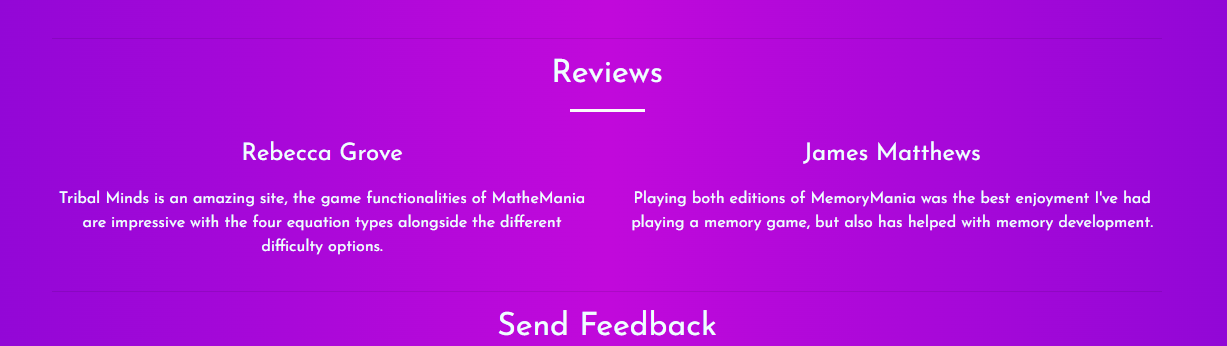 Reviews
Rebecca Grove
Tribal Minds is an amazing site, the game functionalities of MatheMania
are impressive with the four equation types alongside the different
difficulty options.
James Matthews
Playing both editions of MemoryMania was the best enjoyment I've had
playing a memory game, but also has helped with memory development.
Send Feedback